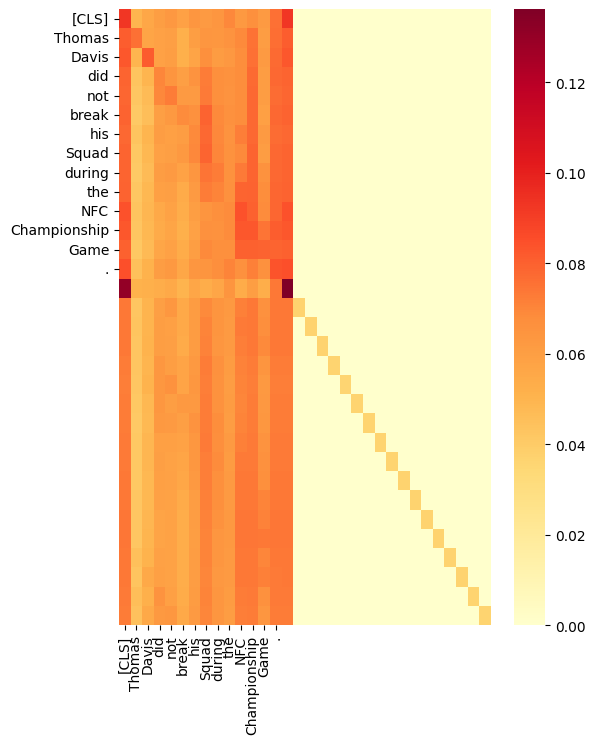 [CLS]
Thomas
Davis
did
not
break
his
Squad
during
the
NFC
Championship
Game
.
0.12
0.10
0.08
0.06
0.04
0.02
0.00
[CLS]
Thomas
Davis
did
not
break
his
Squad
during
the
NFC
Championship
Game
.